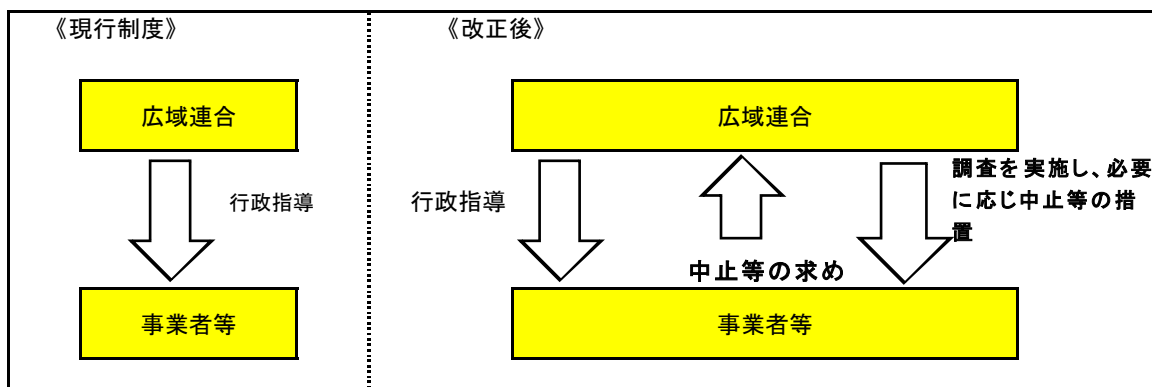 《現行制度》
広域連合
行政指導
事業者等
《改正後》
広域連合
行政指導
中止等の求め
調査を実施し、必要
に応じ中止等の措
置
事業者等